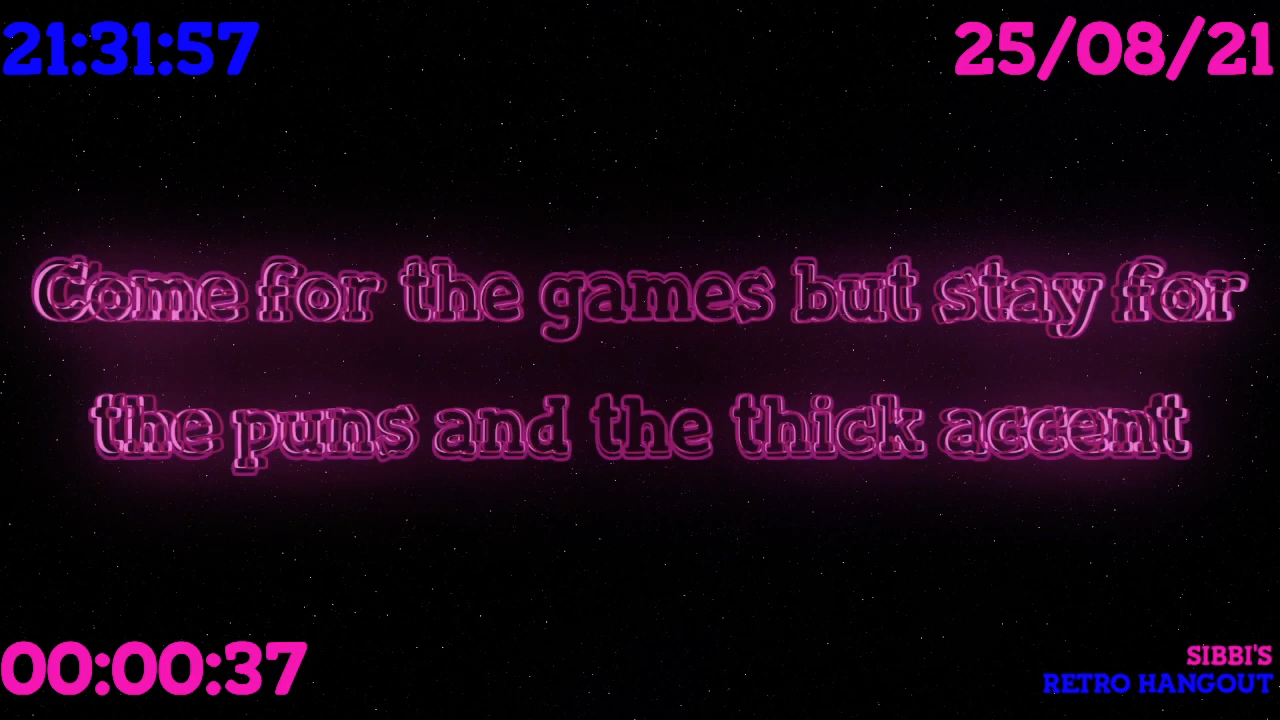 21:31:57
25/08/21
Come for the games but stay for
the puns and the thick accent
00:00:37
SIBBI'S
RETRO HANGOUT